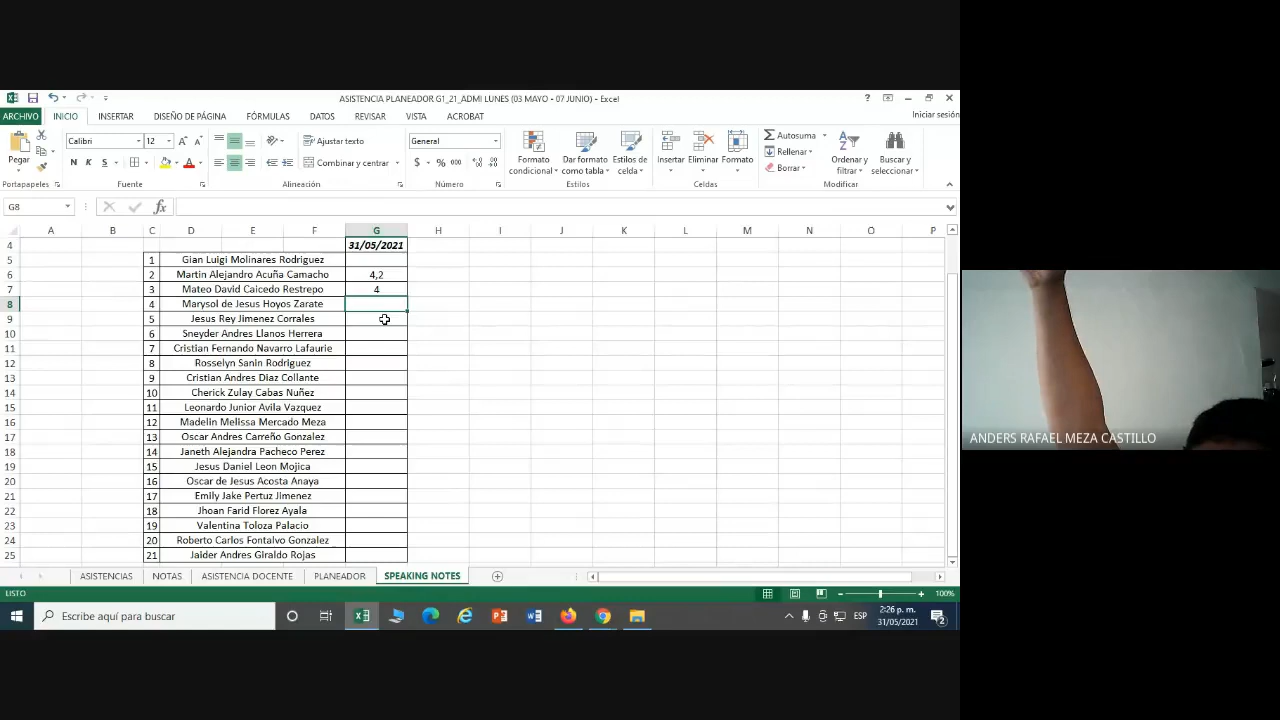 ASISTENCIA PLANEADOR G1_21_ADMI LUNES (03 MAYO - 07 JUNIO) - Excel
ARCHIVO INICIO INSERTAR DISEÑO DE PÁGINA FÓRMULAS DATOS REVISAR VISTA ACROBAT Iniciar sesión
Calibri 12 Ajustar texto General Autosuma
Pegar N K S Combinar y centrar $ % 000 Formato condicional Dar formato como tabla Estilos de celda Insertar Eliminar Formato Rellenar Borrar Ordenar y filtrar Buscar y seleccionar
Portapapeles Fuente Alineación Número Estilos Celdas Modificar
G8 fx
A B C D E F G H I J K L M N O P
4 31/05/2021
5 1 Gian Luigi Molinares Rodriguez
6 2 Martin Alejandro Acuña Camacho 4,2
7 3 Mateo David Caicedo Restrepo 4
8 4 Marysol de Jesus Hoyos Zarate
9 5 Jesus Rey Jimenez Corrales
10 6 Sneyder Andres Llanos Herrera
11 7 Cristian Fernando Navarro Lafaurie
12 8 Rosselyn Sanin Rodriguez
13 9 Cristian Andres Diaz Collante
14 10 Cherick Zulay Cabas Nuñez
15 11 Leonardo Junior Avila Vazquez
16 12 Madelin Melissa Mercado Meza
17 13 Oscar Andres Carreño Gonzalez
18 14 Janeth Alejandra Pacheco Perez
19 15 Jesus Daniel Leon Mojica
20 16 Oscar de Jesus Acosta Anaya
21 17 Emily Jake Pertuz Jimenez
22 18 Jhoan Farid Florez Ayala
23 19 Valentina Toloza Palacio
24 20 Roberto Carlos Fontalvo Gonzalez
25 21 Jaider Andres Giraldo Rojas
ASISTENCIAS NOTAS ASISTENCIA DOCENTE PLANEADOR SPEAKING NOTES
LISTO 100%
Escribe aquí para buscar ESP 2:26 p. m.
31/05/2021 2
ANDERS RAFAEL MEZA CASTILLO